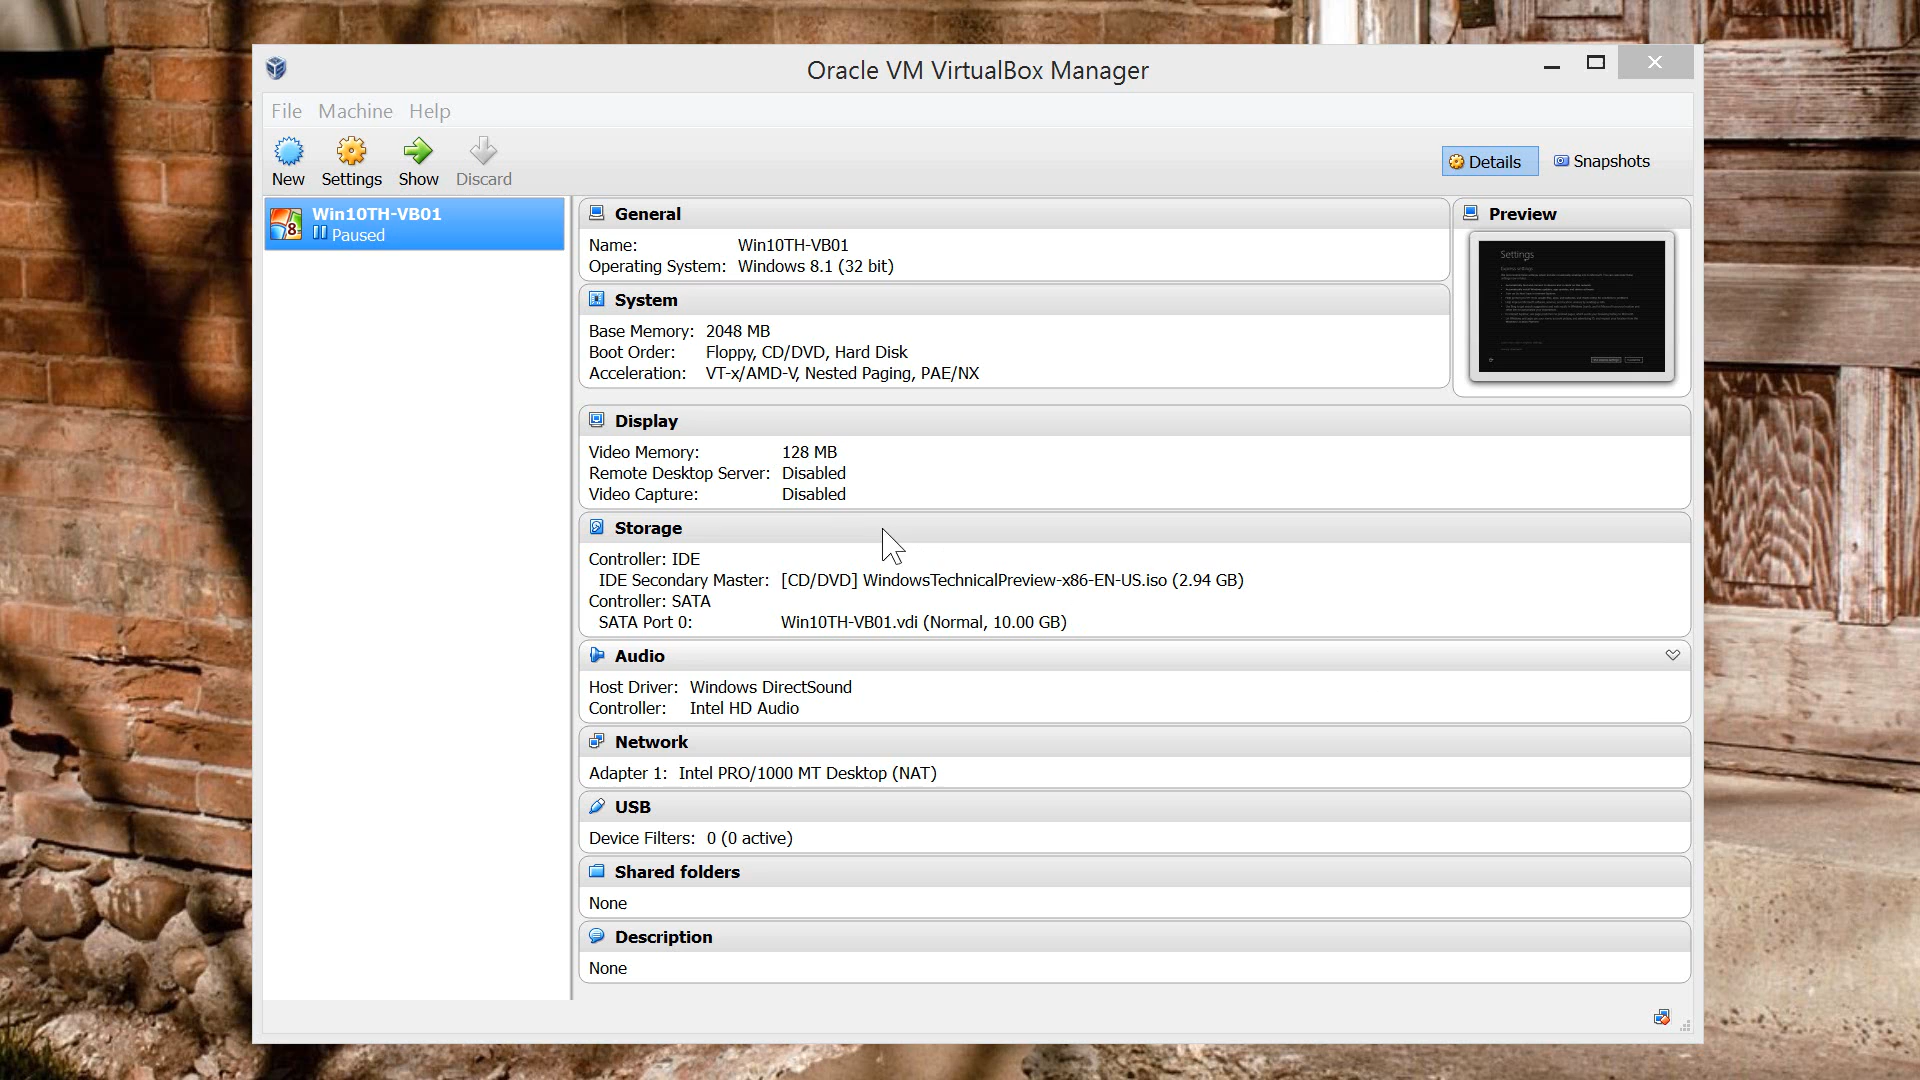 Oracle VM VirtualBox Manager
File Machine Help
New Settings Show Discard
Details Snapshots
Win10TH-VB01
Paused
General
Name: Win10TH-VB01
Operating System: Windows 8.1 (32 bit)
Preview
Settings
System
Base Memory: 2048 MB
Boot Order: Floppy, CD/DVD, Hard Disk
Acceleration: VT-x/AMD-V, Nested Paging, PAE/NX
Display
Video Memory: 128 MB
Remote Desktop Server: Disabled
Video Capture: Disabled
Storage
Controller: IDE
IDE Secondary Master: [CD/DVD] WindowsTechnicalPreview-x86-EN-US.iso (2.94 GB)
Controller: SATA
SATA Port 0: Win10TH-VB01.vdi (Normal, 10.00 GB)
Audio
Host Driver: Windows DirectSound
Controller: Intel HD Audio
Network
Adapter 1: Intel PRO/1000 MT Desktop (NAT)
USB
Device Filters: 0 (0 active)
Shared folders
None
Description
None